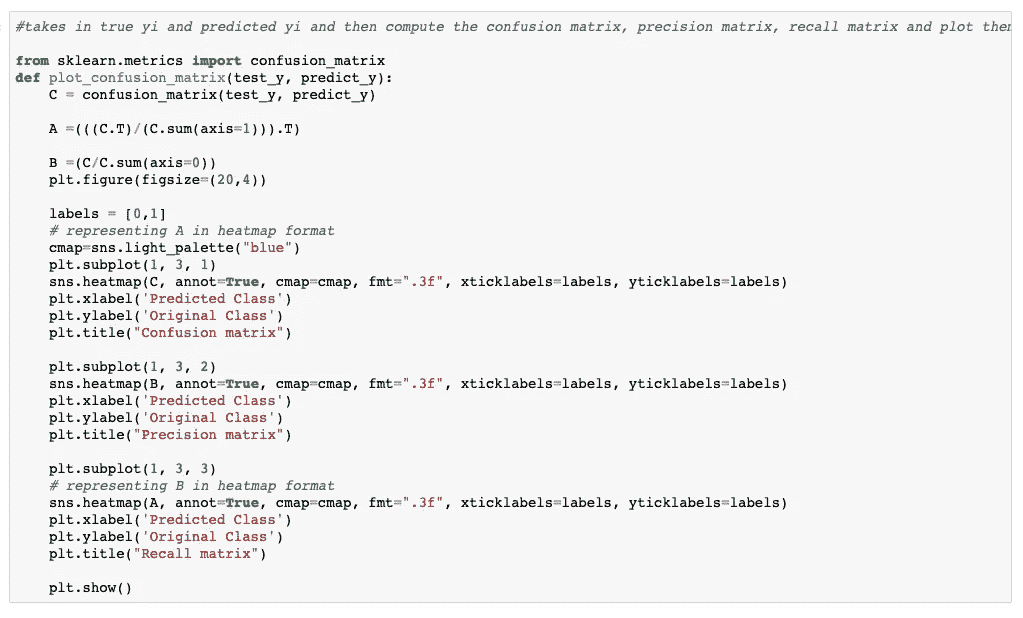 #takes in true yi and predicted yi and then compute the confusion matrix, precision matrix, recall matrix and plot
from sklearn.metrics import confusion_matrix
def plot_confusion_matrix(test_y, predict_y):
    C = confusion_matrix(test_y, predict_y)
    A =(((C.T)/(C.sum(axis=1))).T)
    B =(C/C.sum(axis=0))
    plt.figure(figsize=(20,4))
    labels = [0,1]
    # representing A in heatmap format
    cmap=sns.light_palette("blue")
    plt.subplot(1, 3, 1)
    sns.heatmap(C, annot=True, cmap=cmap, fmt=".3f", xticklabels=labels, yticklabels=labels)
    plt.xlabel('Predicted Class')
    plt.ylabel('Original Class')
    plt.title("Confusion matrix")
    plt.subplot(1, 3, 2)
    sns.heatmap(B, annot=True, cmap=cmap, fmt=".3f", xticklabels=labels, yticklabels=labels)
    plt.xlabel('Predicted Class')
    plt.ylabel('Original Class')
    plt.title("Precision matrix")
    plt.subplot(1, 3, 3)
    # representing B in heatmap format
    sns.heatmap(A, annot=True, cmap=cmap, fmt=".3f", xticklabels=labels, yticklabels=labels)
    plt.xlabel('Predicted Class')
    plt.ylabel('Original Class')
    plt.title("Recall matrix")
    plt.show()